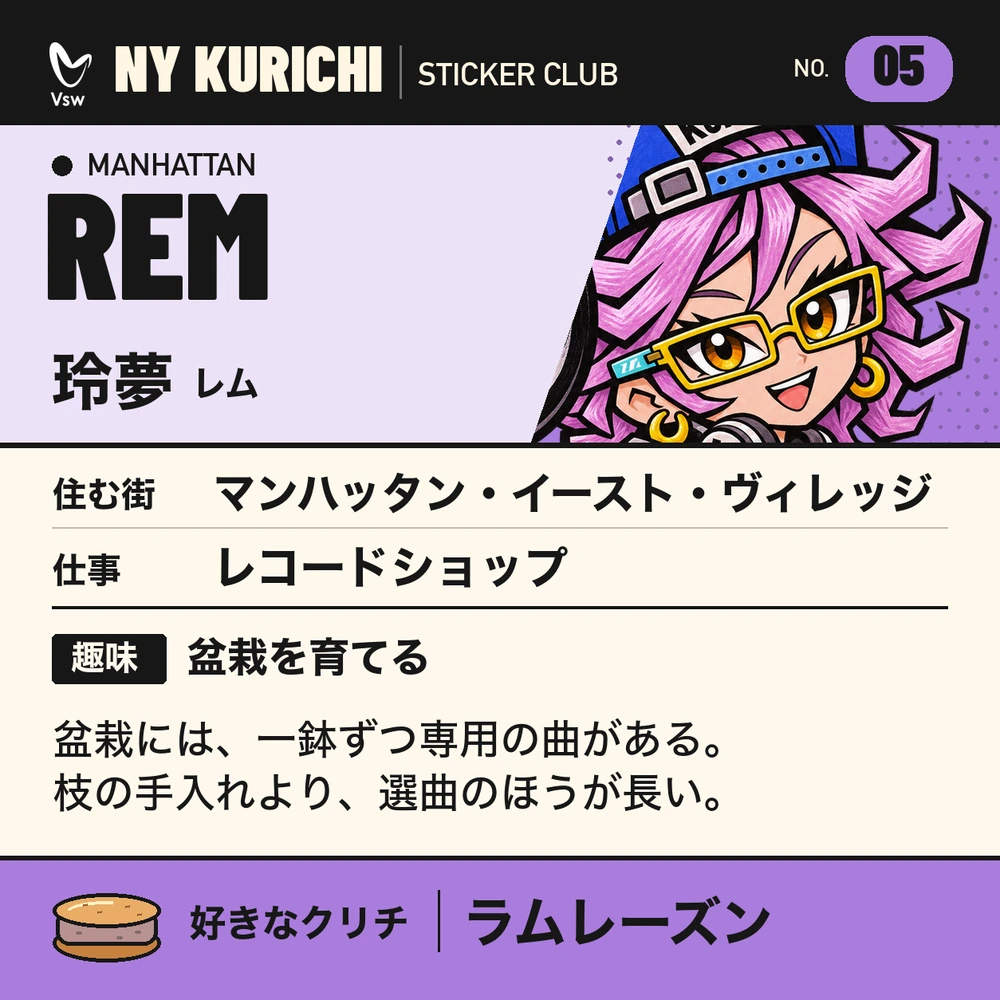 Vsw
NY KURICHI
STICKER CLUB
NO. 05
MANHATTAN
REM
玲夢 レム
住む街 マンハッタン・イースト・ヴィレッジ
仕事 レコードショップ
趣味 盆栽を育てる
盆栽には、一鉢ずつ専用の曲がある。
枝の手入れより、選曲のほうが長い。
好きなクリチ ラムレーズン